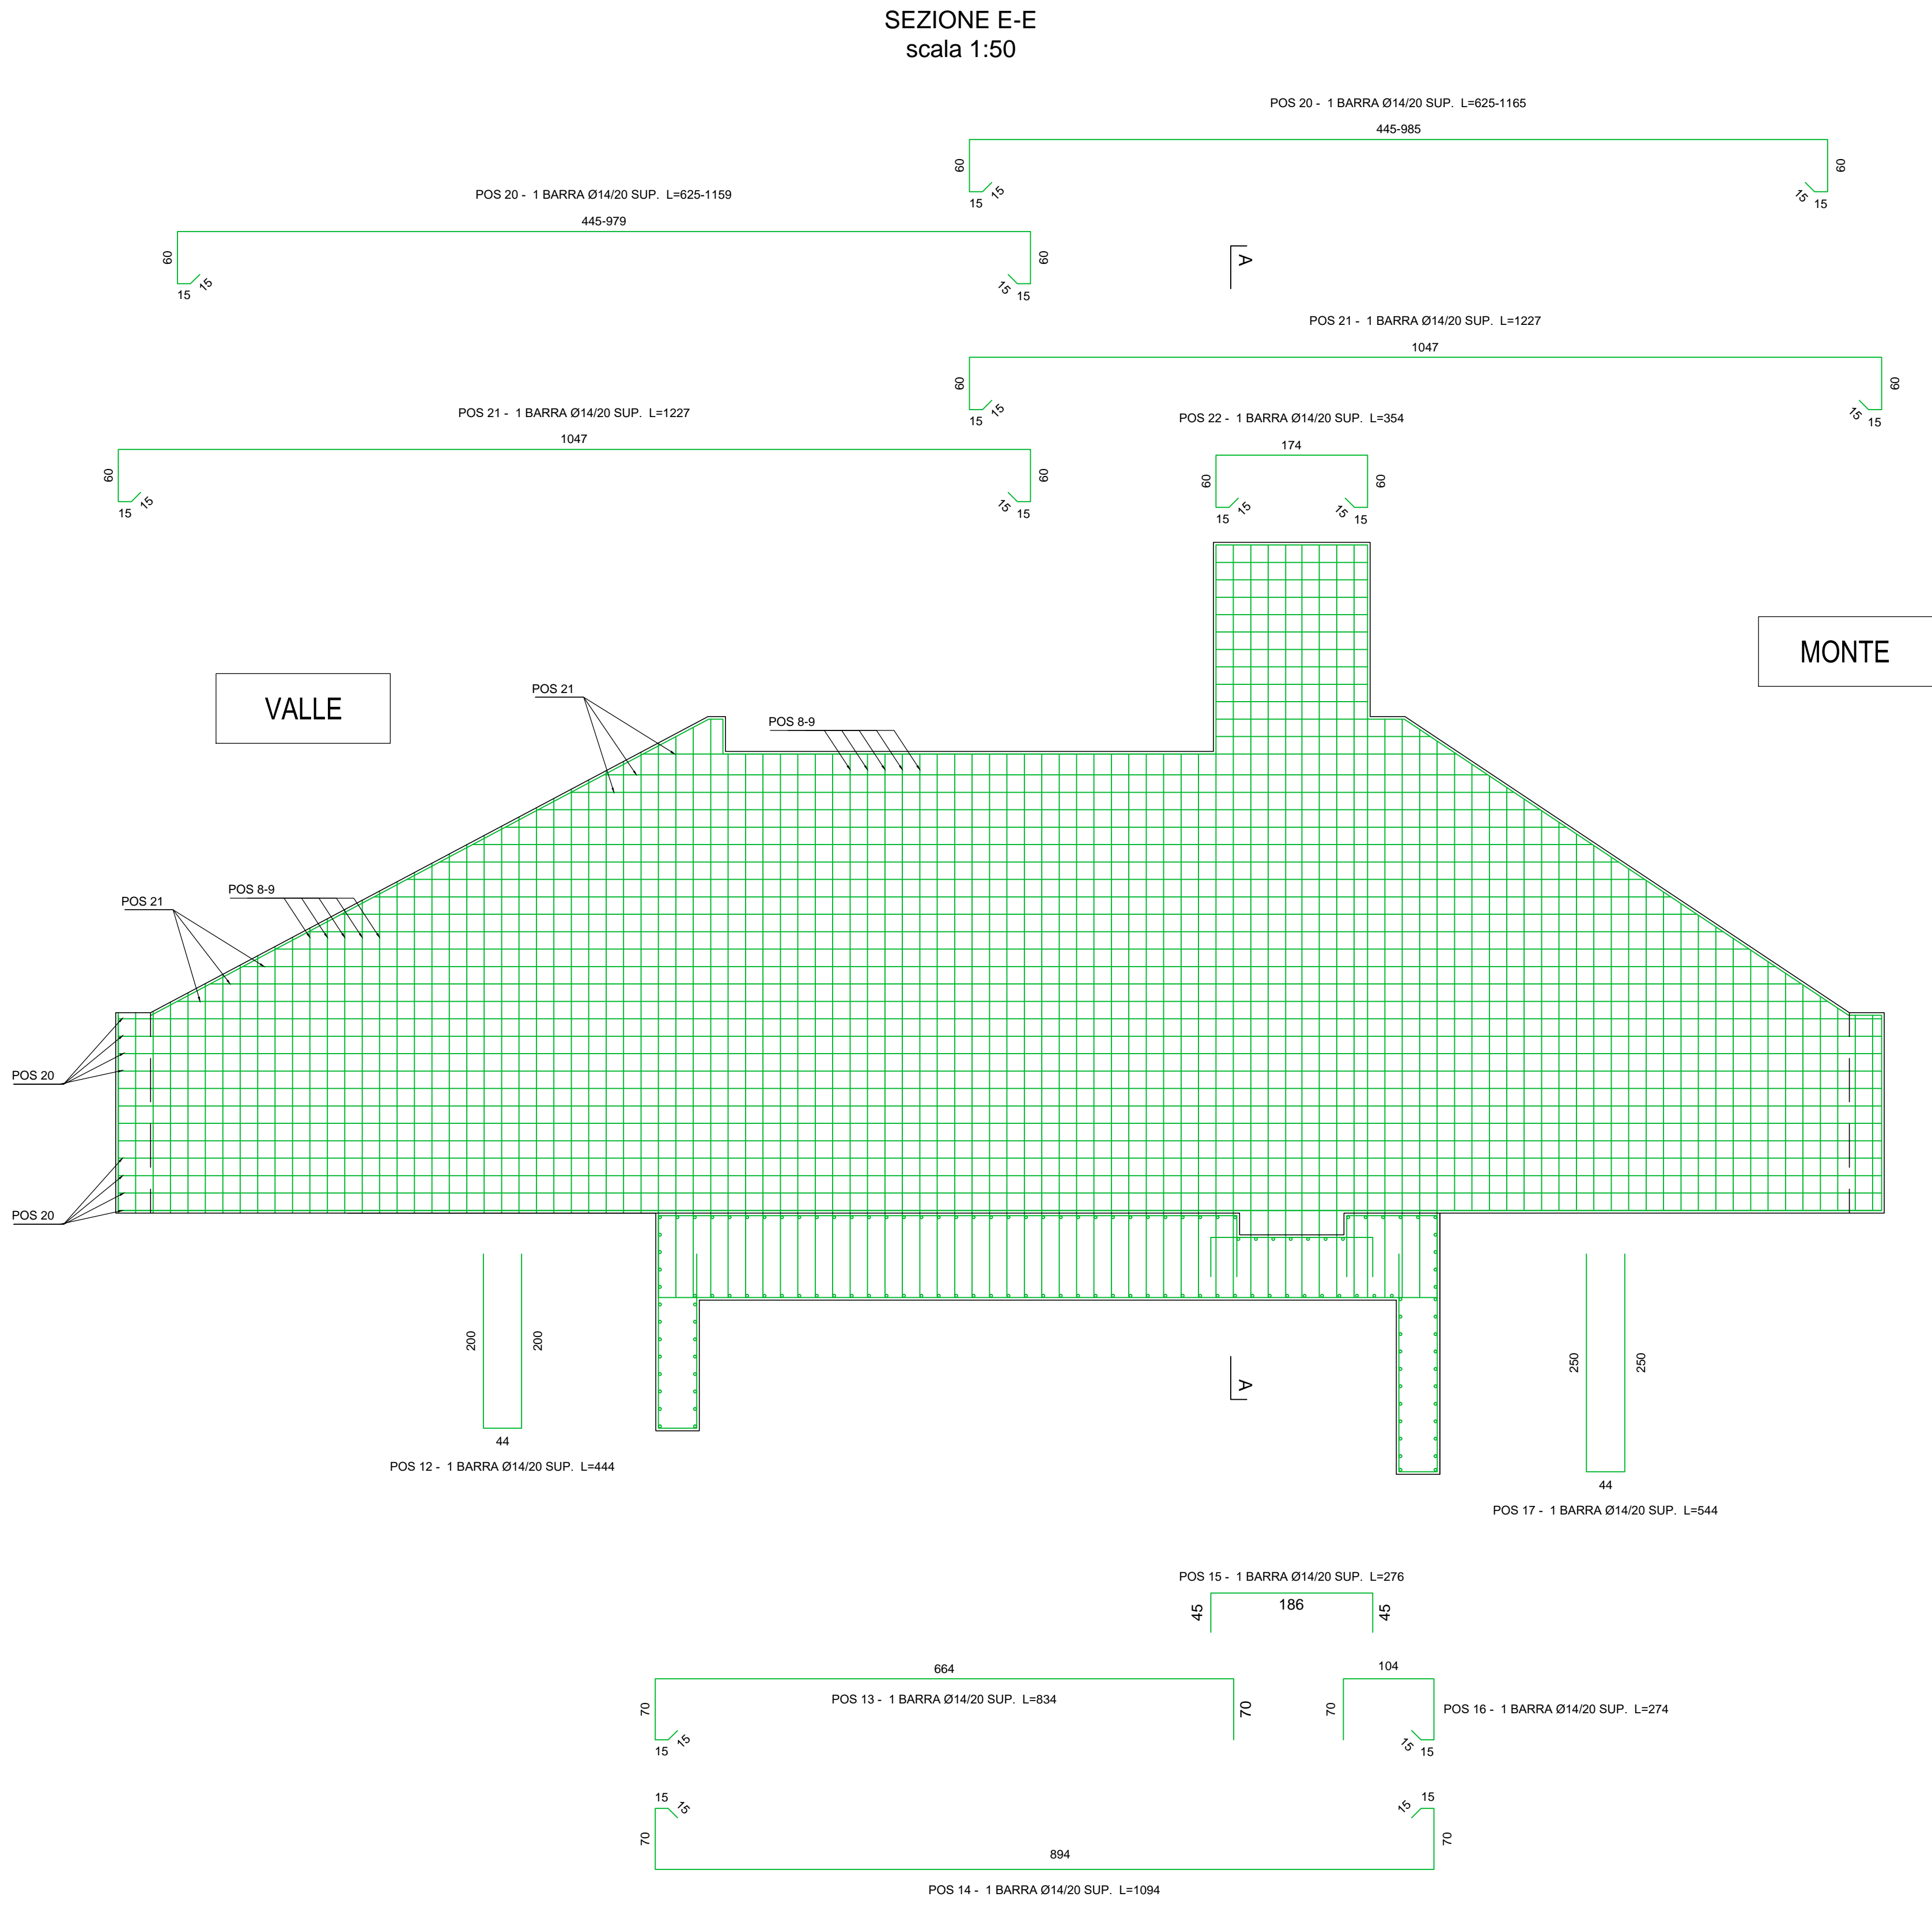 SEZIONE E-E
scala 1:50
POS 20 - 1 BARRA Ø14/20 SUP. L=625-1165
445-985
60
60
15
15
15
15
POS 20 - 1 BARRA Ø14/20 SUP. L=625-1159
445-979
60
60
15
15
15
15
A
POS 21 - 1 BARRA Ø14/20 SUP. L=1227
1047
60
60
15
15
15
15
POS 21 - 1 BARRA Ø14/20 SUP. L=1227
1047
60
60
15
15
15
15
POS 22 - 1 BARRA Ø14/20 SUP. L=354
174
60
60
15
15
15
15
MONTE
VALLE
POS 21
POS 8-9
POS 8-9
POS 21
POS 20
POS 20
200
200
44
POS 12 - 1 BARRA Ø14/20 SUP. L=444
A
250
250
44
POS 17 - 1 BARRA Ø14/20 SUP. L=544
POS 15 - 1 BARRA Ø14/20 SUP. L=276
45
186
45
664
70
POS 13 - 1 BARRA Ø14/20 SUP. L=834
70
15
15
104
70
POS 16 - 1 BARRA Ø14/20 SUP. L=274
15
15
15
15
15
15
70
70
894
POS 14 - 1 BARRA Ø14/20 SUP. L=1094